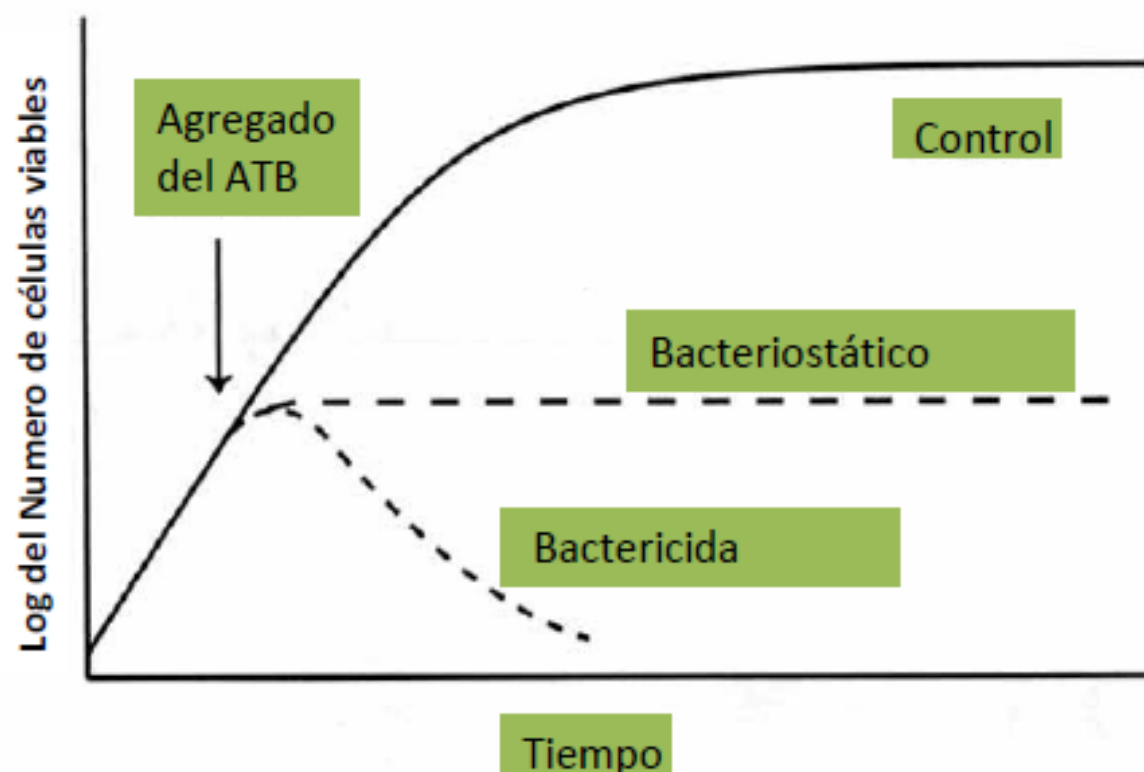 Log del Numero de células viables
Agregado
del ATB
Control
Bacteriostático
Bactericida
Tiempo